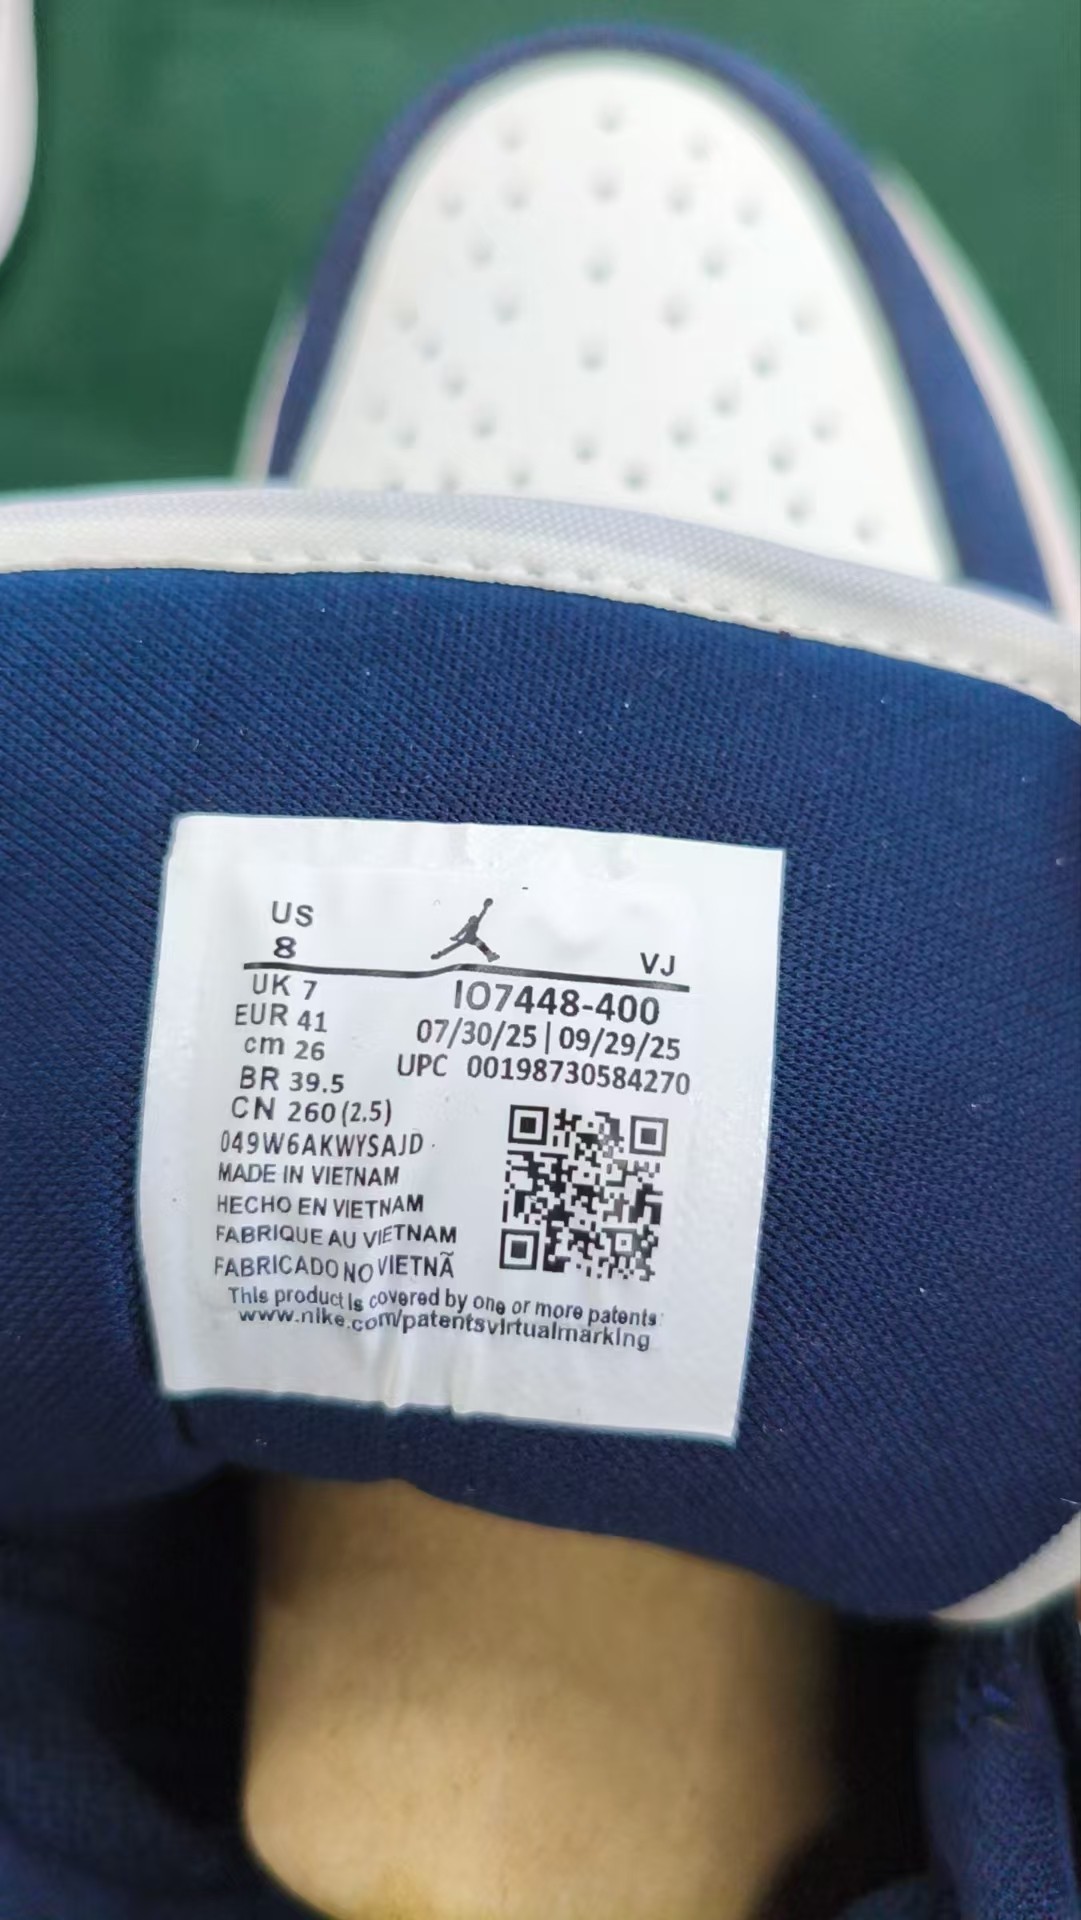 US
8
VJ
UK 7
IO7448-400
EUR 41
07/30/25 | 09/29/25
cm 26
UPC 00198730584270
BR 39.5
CN 260 (2.5)
049W6AKWYSAJD
MADE IN VIETNAM
HECHO EN VIETNAM
FABRIQUE AU VIETNAM
FABRICADO NO VIETNÃ
This product is covered by one or more patents:
www.nike.com/patentsvirtualmarking